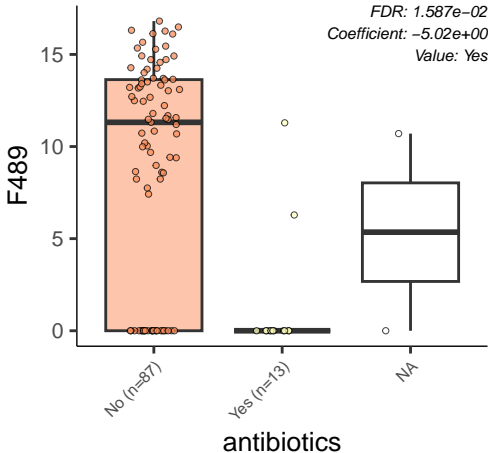 FDR: 1.587e−02
Coefficient: −5.02e+00
Value: Yes
F489
15
10
5
0
No (n=87)
Yes (n=13)
NA
antibiotics